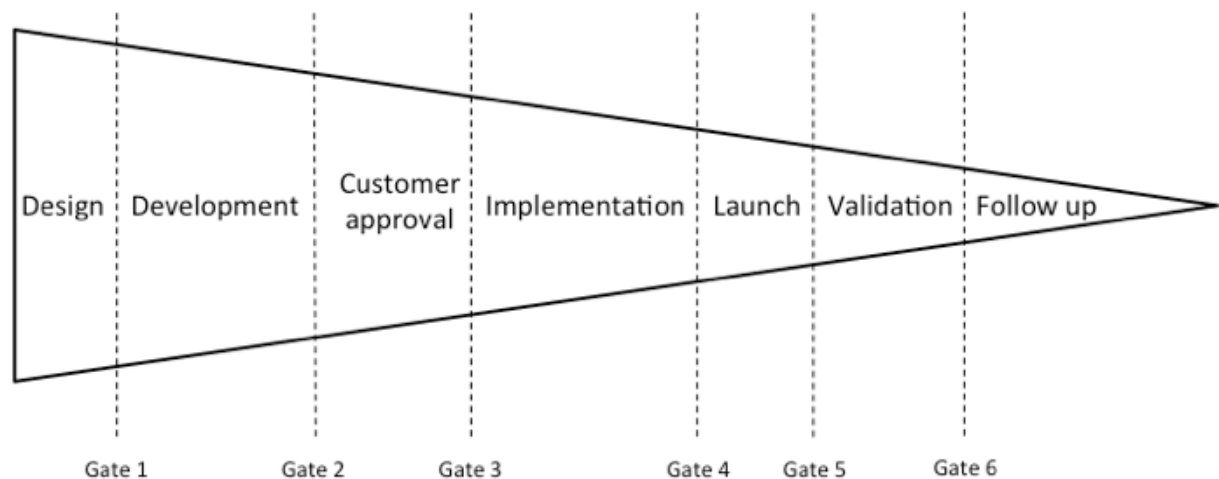 Design
Development
Customer
approval
Implementation
Launch
Validation
Follow up
Gate 1
Gate 2
Gate 3
Gate 4
Gate 5
Gate 6